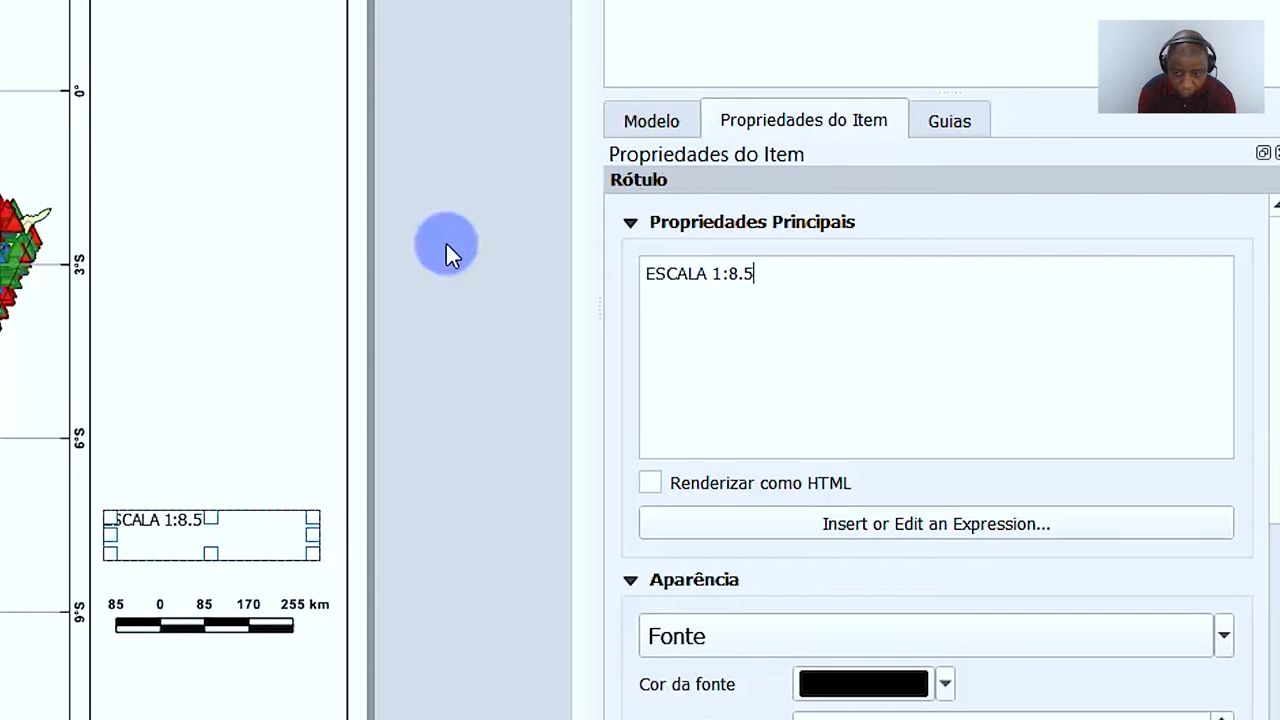 0°
3°S
6°S
9°S
ESCALA 1:8.5
85 0 85 170 255 km
Modelo
Propriedades do Item
Guias
Propriedades do Item
Rótulo
Propriedades Principais
ESCALA 1:8.5
Renderizar como HTML
Insert or Edit an Expression...
Aparência
Fonte
Cor da fonte